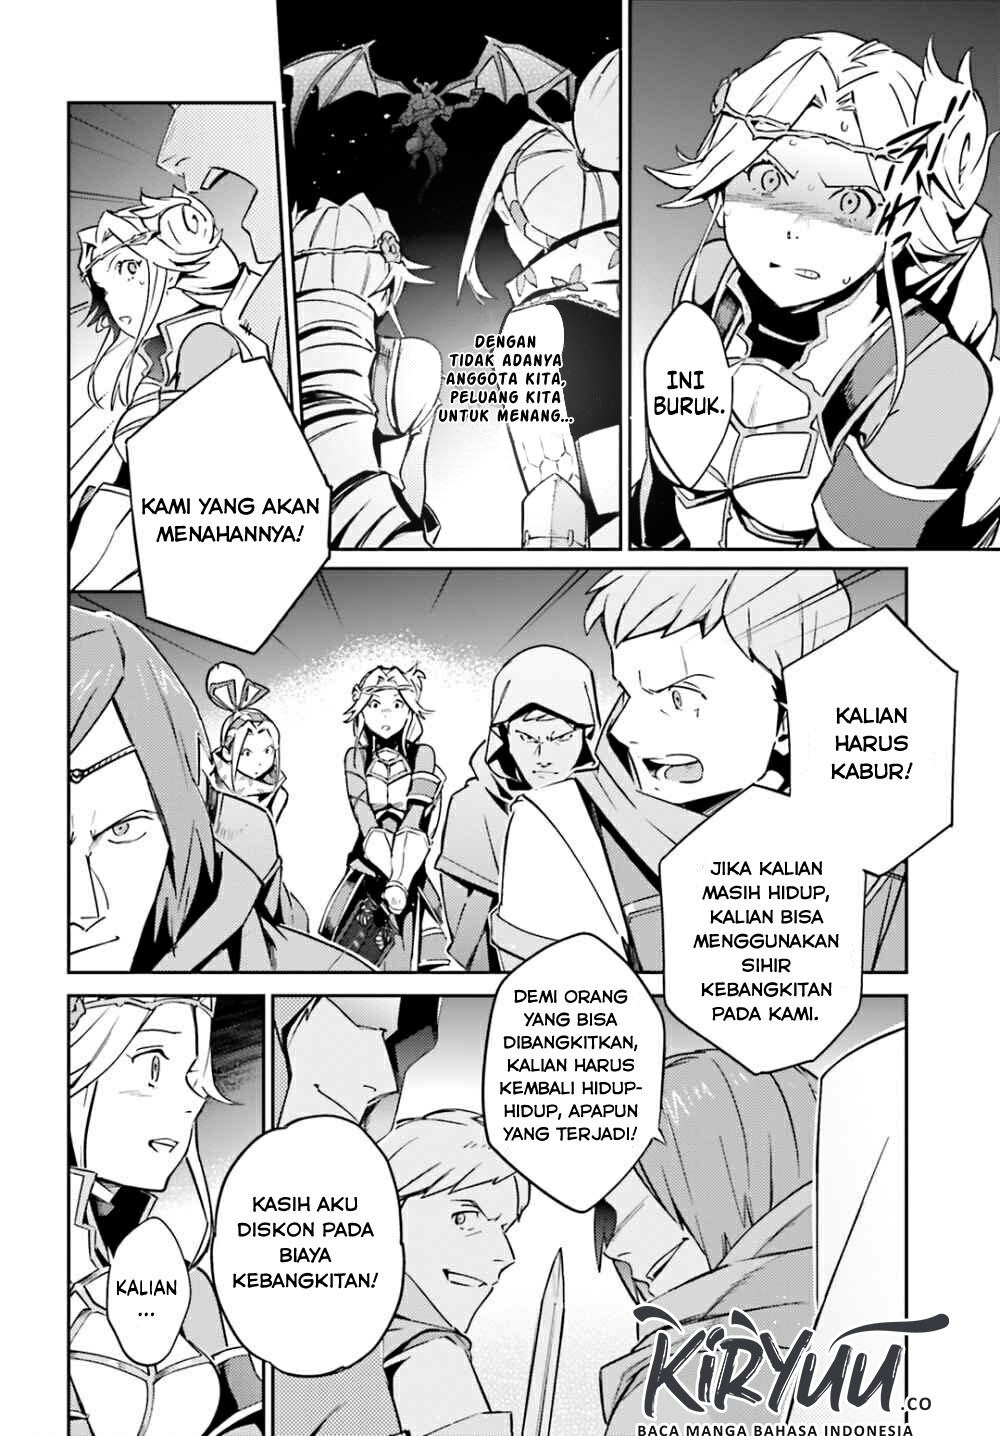 INI
BURUK.
DENGAN
TIDAK ADANYA
ANGGOTA KITA,
PELUANG KITA
UNTUK MENANG...
KAMI YANG AKAN
MENAHANNYA!
KALIAN
HARUS
KABUR!
JIKA KALIAN
MASIH HIDUP,
KALIAN BISA
MENGGUNAKAN
SIHIR
KEBANGKITAN
PADA KAMI.
DEMI ORANG
YANG BISA
DIBANGKITKAN,
KALIAN HARUS
KEMBALI HIDUP-
HIDUP, APAPUN
YANG TERJADI!
KASIH AKU
DISKON PADA
BIAYA
KEBANGKITAN!
KALIAN
...
KIRYUU.CO
BACA MANGA BAHASA INDONESIA